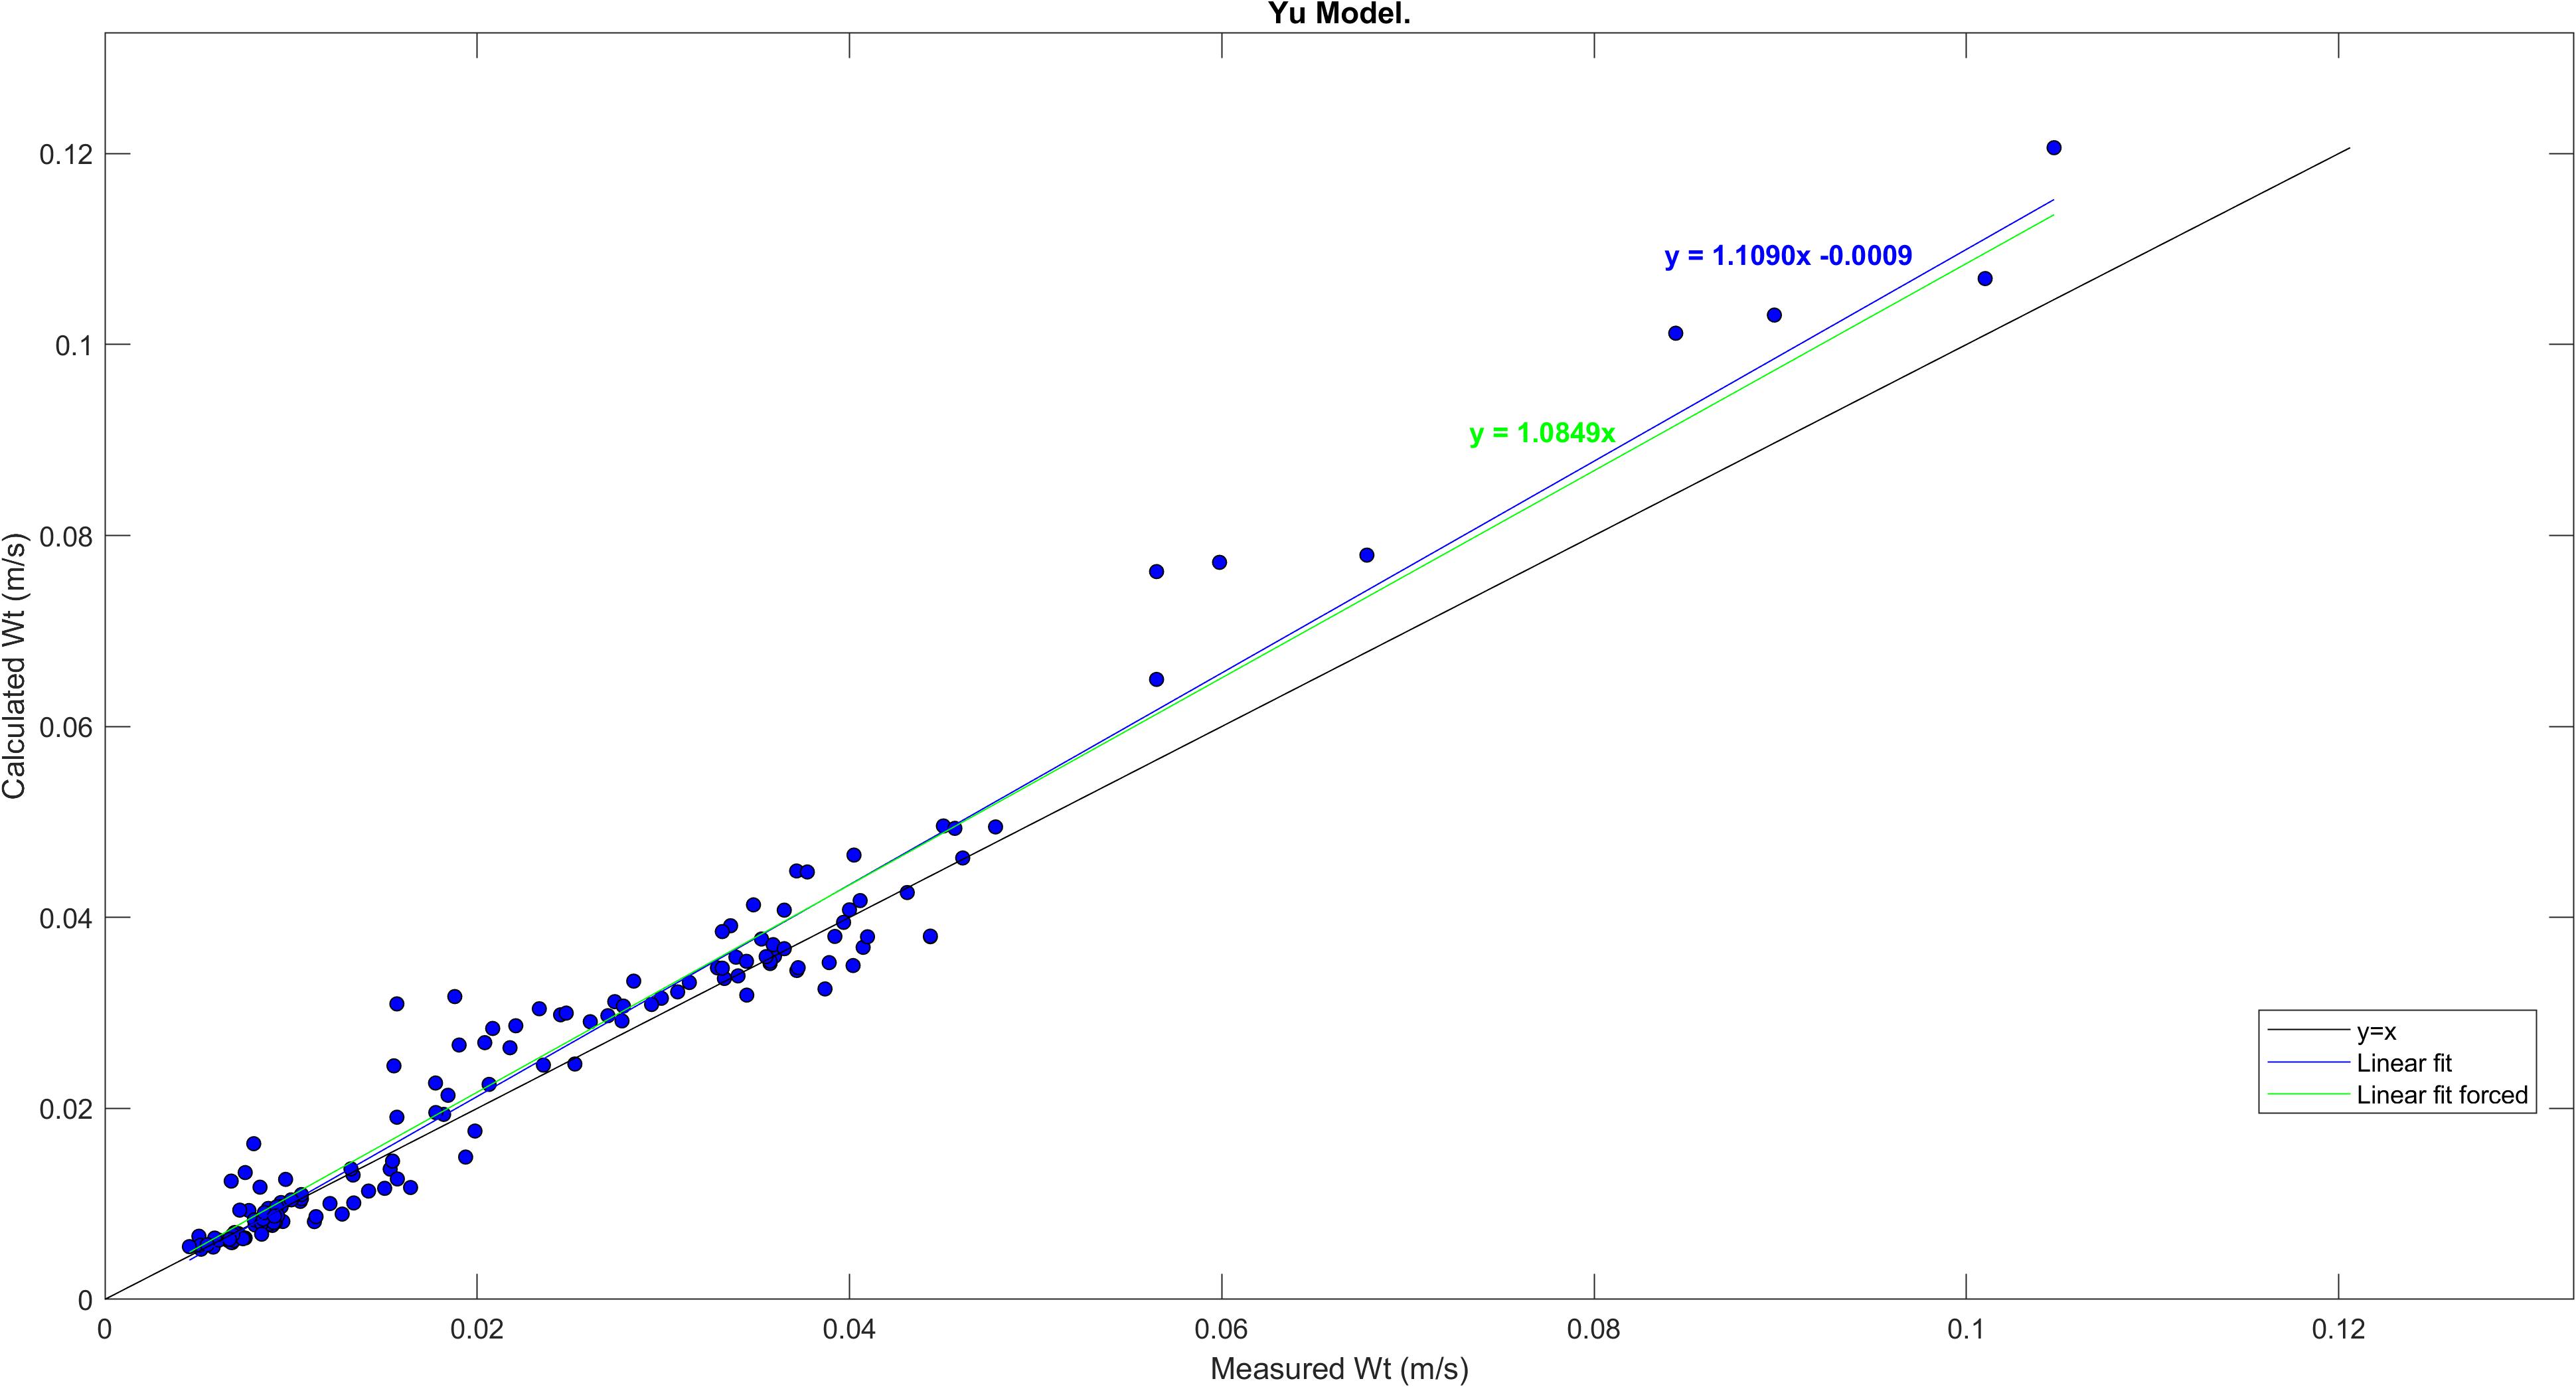 Yu Model.
0.12
0.1
0.08
0.06
0.04
0.02
0
Calculated Wt (m/s)
y = 1.1090x -0.0009
y = 1.0849x
y=x
Linear fit
Linear fit forced
0
0.02
0.04
0.06
0.08
0.1
0.12
Measured Wt (m/s)